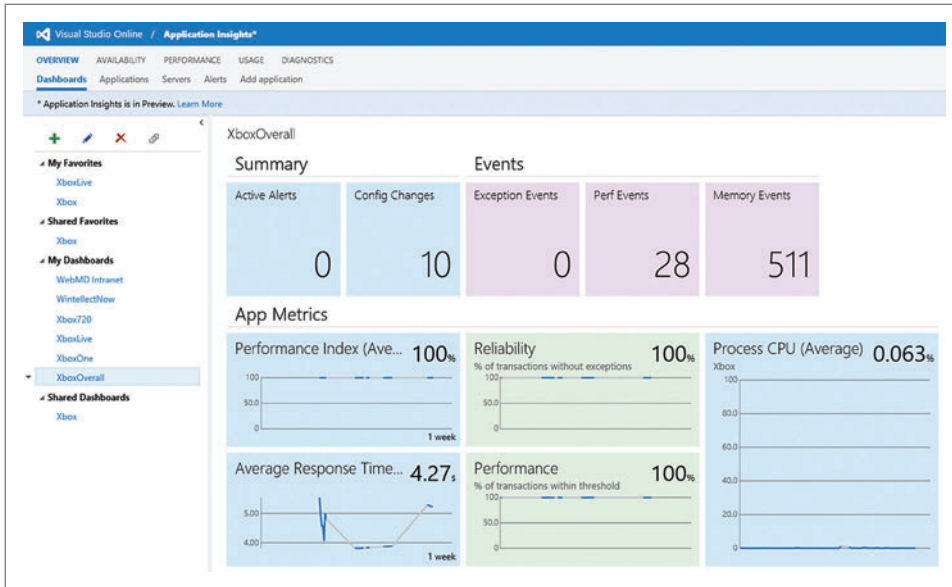 Visual Studio Online / Application Insights*
OVERVIEW AVAILABILITY PERFORMANCE USAGE DIAGNOSTICS
Dashboards Applications Servers Alerts Add application
* Application Insights is in Preview. Learn More
My Favorites
XboxLive
Xbox
Shared Favorites
Xbox
My Dashboards
WebMD Intranet
WintellectNow
Xbox720
XboxLive
XboxOne
XboxOverall
Shared Dashboards
Xbox
XboxOverall
Summary
Active Alerts
0
Config Changes
10
Events
Exception Events
0
Perf Events
28
Memory Events
511
App Metrics
Performance Index (Ave... 100%
100
50.0
0
1 week
Reliability 100%
% of transactions without exceptions
100
50.0
0
Process CPU (Average) 0.063%
Xbox
100
80.0
60.0
40.0
20.0
0
Average Response Time... 4.27s
5.00
4.00
1 week
Performance 100%
% of transactions within threshold
100
50.0
0